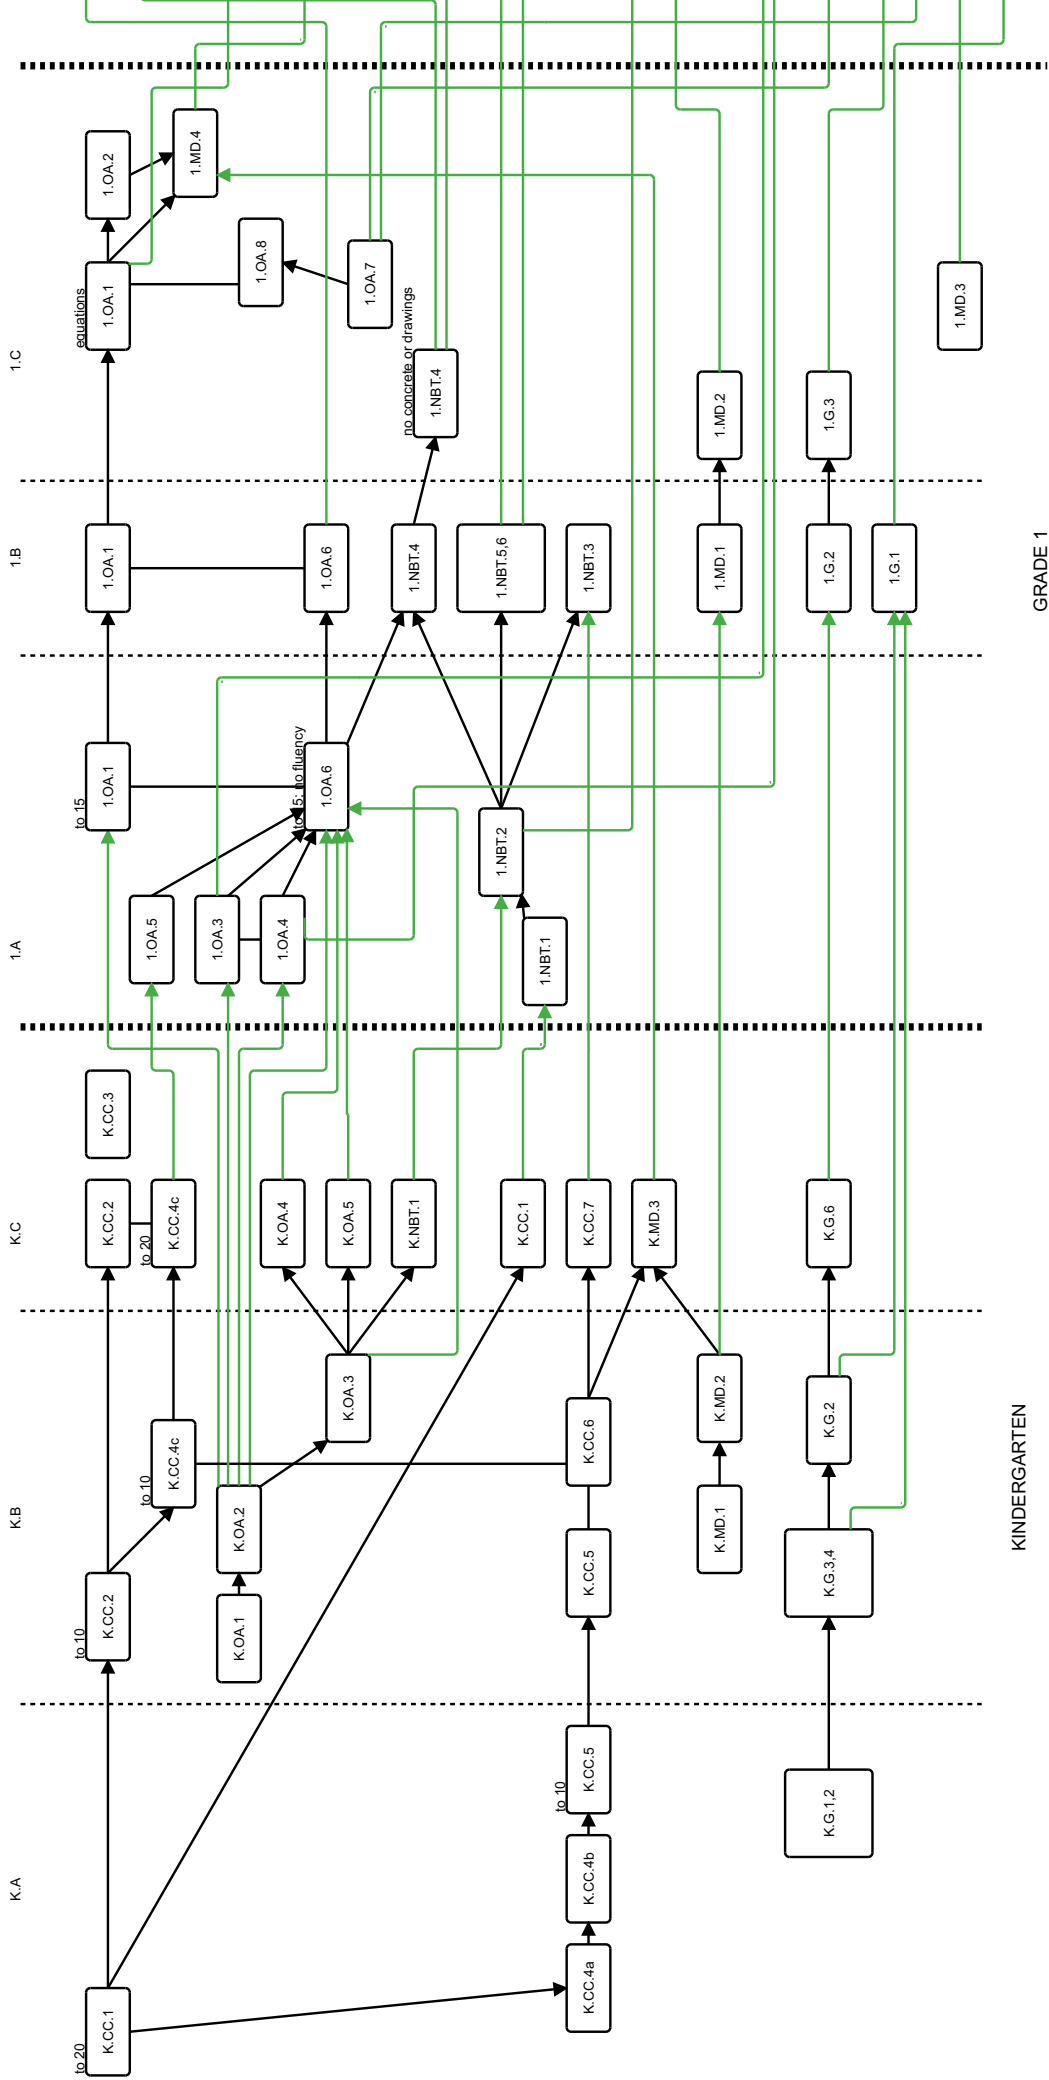 K.A
K.B
K.C
1.A
1.B
1.C
to 20
K.CC.1
to 10
K.CC.2
K.CC.2
K.CC.3
to 15
1.OA.1
1.OA.1
equations
1.OA.1
1.OA.2
to 10
K.CC.4c
to 20
K.CC.4c
1.OA.5
1.MD.4
K.OA.1
K.OA.2
1.OA.3
1.OA.8
K.OA.4
1.OA.4
K.OA.3
K.OA.5
to 15; no fluency
1.OA.6
1.OA.6
1.OA.7
K.NBT.1
1.NBT.4
no concrete or drawings
1.NBT.4
K.CC.1
1.NBT.2
1.NBT.5,6
1.NBT.1
K.CC.4a
K.CC.4b
to 10
K.CC.5
K.CC.5
K.CC.6
K.CC.7
1.NBT.3
K.MD.3
K.MD.1
K.MD.2
1.MD.1
1.MD.2
K.G.1,2
K.G.3,4
K.G.2
K.G.6
1.G.2
1.G.3
1.G.1
1.MD.3
KINDERGARTEN
GRADE 1